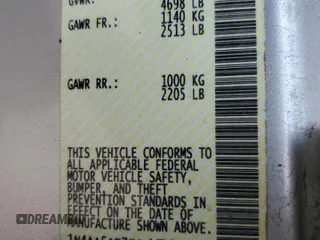 GVWR: 4698 LB
GAWR FR.: 1140 KG
2513 LB
GAWR RR.: 1000 KG
2205 LB
THIS VEHICLE CONFORMS TO
ALL APPLICABLE FEDERAL
MOTOR VEHICLE SAFETY,
BUMPER, AND THEFT
PREVENTION STANDARDS IN
EFFECT ON THE DATE OF
MANUFACTURE SHOWN ABOVE.